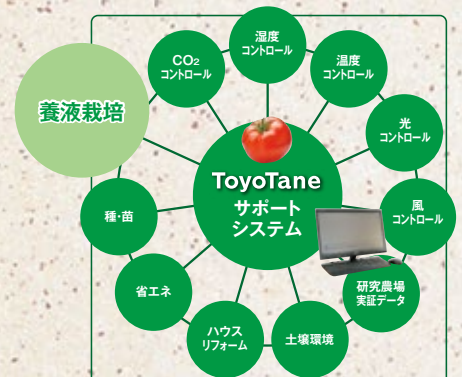 湿度
コントロール
CO2
コントロール
温度
コントロール
養液栽培
光
コントロール
ToyoTane
サポート
システム
種・苗
風
コントロール
省エネ
研究農場
実証データ
ハウス
リフォーム
土壌環境